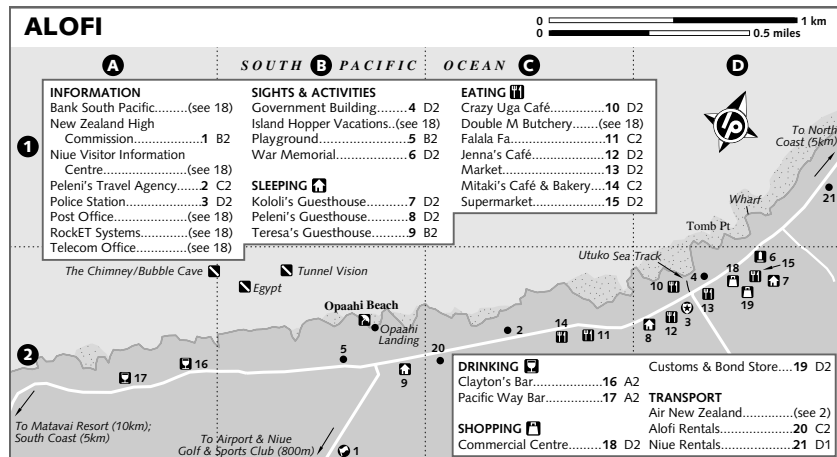 ALOFI
0 1 km
0 0.5 miles
A B C D
SOUTH PACIFIC OCEAN
1
INFORMATION
Bank South Pacific.........(see 18)
New Zealand High
Commission....................1 B2
Niue Visitor Information
Centre..........................(see 18)
Peleni's Travel Agency.....2 C2
Police Station...................3 D2
Post Office....................(see 18)
RockET Systems............(see 18)
Telecom Office..............(see 18)
SIGHTS & ACTIVITIES
Government Building........4 D2
Island Hopper Vacations..(see 18)
Playground......................5 B2
War Memorial..................6 D2
SLEEPING
Kololi's Guesthouse..........7 D2
Peleni's Guesthouse.........8 D2
Teresa's Guesthouse.........9 B2
EATING
Crazy Uga Café................10 D2
Double M Butchery.......(see 18)
Falala Fa.........................11 C2
Jenna's Café...................12 D2
Market...........................13 D2
Mitaki's Café & Bakery....14 C2
Supermarket...................15 D2
lp
To North
Coast (5km)
21
Wharf
Tomb Pt
Utuko Sea Track
The Chimney/Bubble Cave
Tunnel Vision
Egypt
Opaahi Beach
Opaahi
Landing
6
15
18
4
7
10
13
19
3
12
8
14
11
2
20
5
9
16
17
2
To Matavai Resort (10km);
South Coast (5km)
To Airport & Niue
Golf & Sports Club (800m)
1
DRINKING
Clayton's Bar....................16 A2
Pacific Way Bar................17 A2
SHOPPING
Commercial Centre..........18 D2
Customs & Bond Store....19 D2
TRANSPORT
Air New Zealand............(see 2)
Alofi Rentals...................20 C2
Niue Rentals...................21 D1